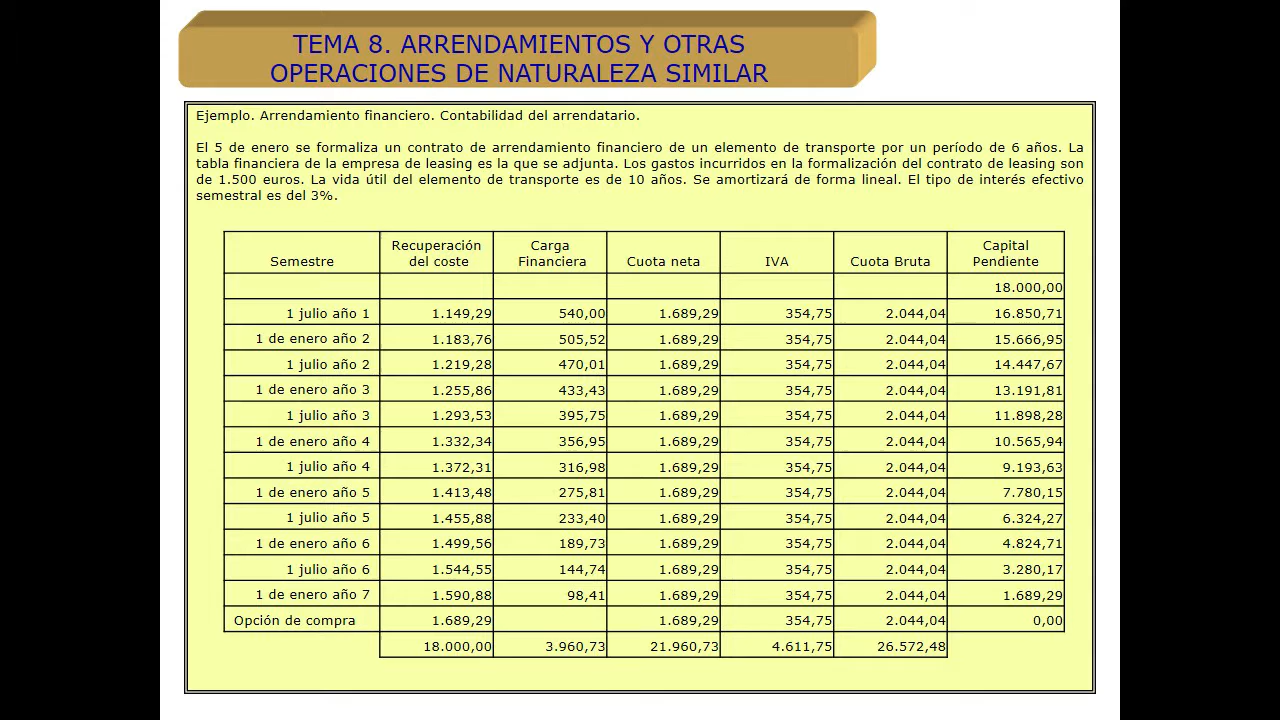 TEMA 8. ARRENDAMIENTOS Y OTRAS
OPERACIONES DE NATURALEZA SIMILAR
Ejemplo. Arrendamiento financiero. Contabilidad del arrendatario.
El 5 de enero se formaliza un contrato de arrendamiento financiero de un elemento de transporte por un período de 6 años. La
tabla financiera de la empresa de leasing es la que se adjunta. Los gastos incurridos en la formalización del contrato de leasing son
de 1.500 euros. La vida útil del elemento de transporte es de 10 años. Se amortizará de forma lineal. El tipo de interés efectivo
semestral es del 3%.
Semestre Recuperación del coste Carga Financiera Cuota neta IVA Cuota Bruta Capital Pendiente
18.000,00
1 julio año 1 1.149,29 540,00 1.689,29 354,75 2.044,04 16.850,71
1 de enero año 2 1.183,76 505,52 1.689,29 354,75 2.044,04 15.666,95
1 julio año 2 1.219,28 470,01 1.689,29 354,75 2.044,04 14.447,67
1 de enero año 3 1.255,86 433,43 1.689,29 354,75 2.044,04 13.191,81
1 julio año 3 1.293,53 395,75 1.689,29 354,75 2.044,04 11.898,28
1 de enero año 4 1.332,34 356,95 1.689,29 354,75 2.044,04 10.565,94
1 julio año 4 1.372,31 316,98 1.689,29 354,75 2.044,04 9.193,63
1 de enero año 5 1.413,48 275,81 1.689,29 354,75 2.044,04 7.780,15
1 julio año 5 1.455,88 233,40 1.689,29 354,75 2.044,04 6.324,27
1 de enero año 6 1.499,56 189,73 1.689,29 354,75 2.044,04 4.824,71
1 julio año 6 1.544,55 144,74 1.689,29 354,75 2.044,04 3.280,17
1 de enero año 7 1.590,88 98,41 1.689,29 354,75 2.044,04 1.689,29
Opción de compra 1.689,29 1.689,29 354,75 2.044,04 0,00
18.000,00 3.960,73 21.960,73 4.611,75 26.572,48